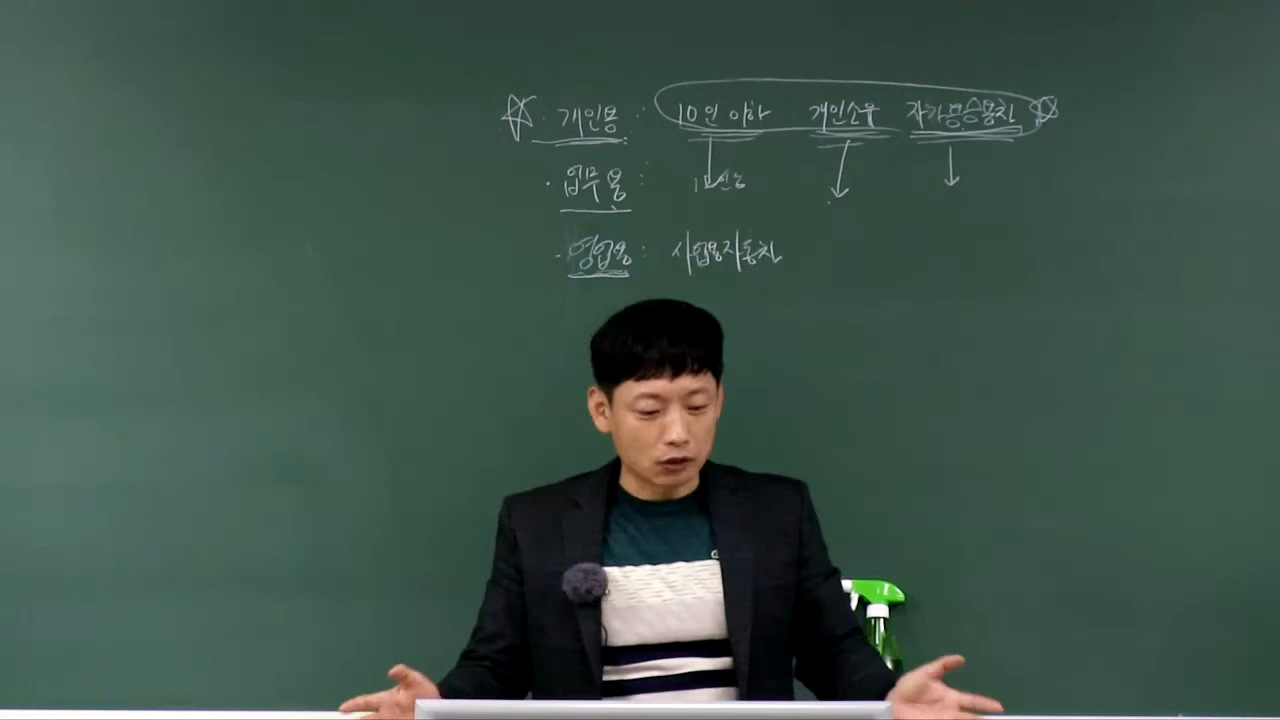 ☆ · 개인용 : 10인 이하 개인소유 자가용승용차 ☆
· 업무용 :
· 영업용 : 사업용자동차